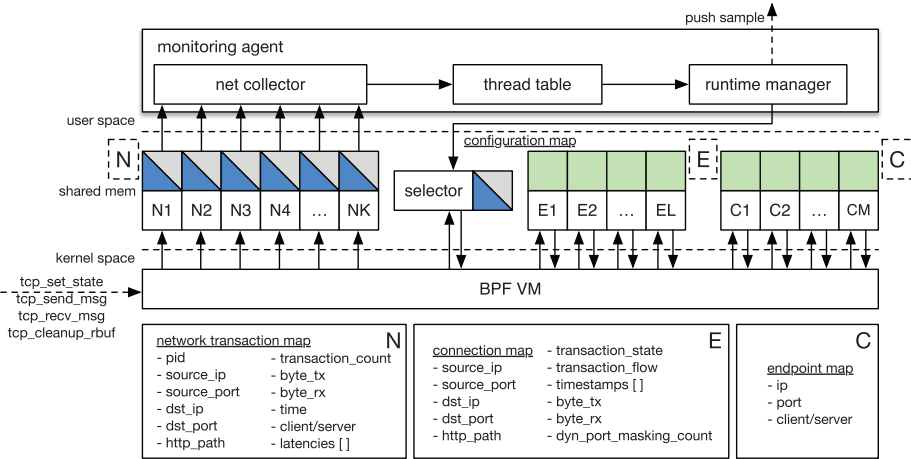 push sample
monitoring agent
net collector
thread table
runtime manager
user space
configuration map
N
E
C
shared mem
selector
N1 N2 N3 N4 ... NK
E1 E2 ... EL
C1 C2 ... CM
kernel space
tcp_set_state
tcp_send_msg
tcp_recv_msg
tcp_cleanup_rbuf
BPF VM
network transaction map
N
- pid
- source_ip
- source_port
- dst_ip
- dst_port
- http_path
- transaction_count
- byte_tx
- byte_rx
- time
- client/server
- latencies [ ]
connection map
E
- source_ip
- source_port
- dst_ip
- dst_port
- http_path
- transaction_state
- transaction_flow
- timestamps [ ]
- byte_tx
- byte_rx
- dyn_port_masking_count
C
endpoint map
- ip
- port
- client/server